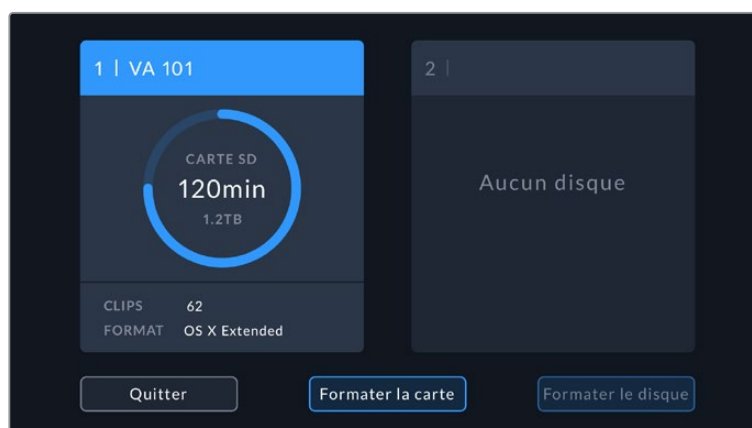 1 | VA 101
CARTE SD
120min
1.2TB
CLIPS 62
FORMAT OS X Extended
2 |
Aucun disque
Quitter
Formater la carte
Formater le disque